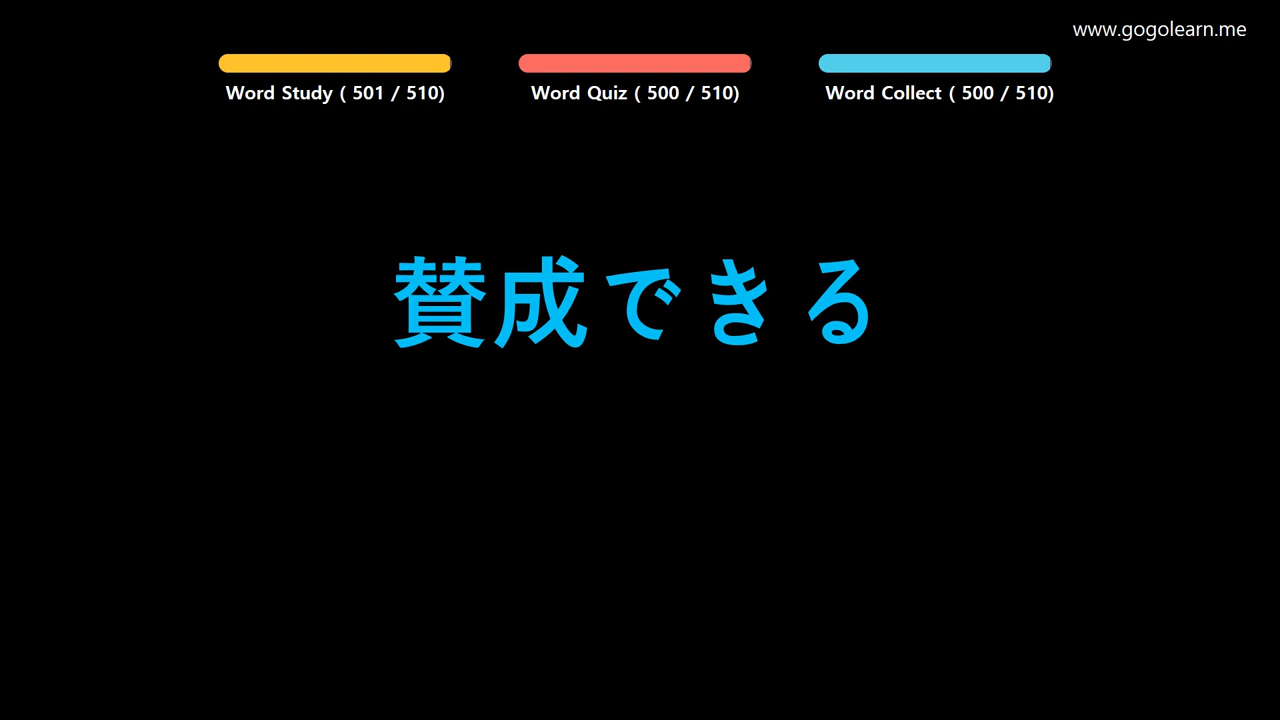 www.gogolearn.me
Word Study ( 501 / 510)
Word Quiz ( 500 / 510)
Word Collect ( 500 / 510)
賛成できる